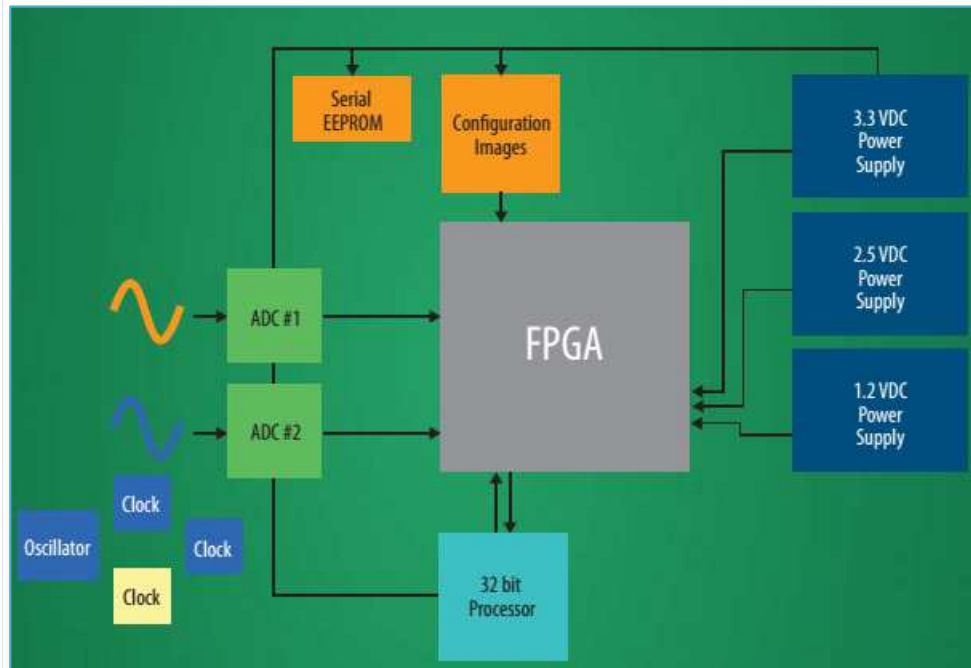 Serial
EEPROM
Configuration
Images
3.3 VDC
Power
Supply
2.5 VDC
Power
Supply
ADC #1
FPGA
1.2 VDC
Power
Supply
ADC #2
Clock
Oscillator
Clock
Clock
32 bit
Processor